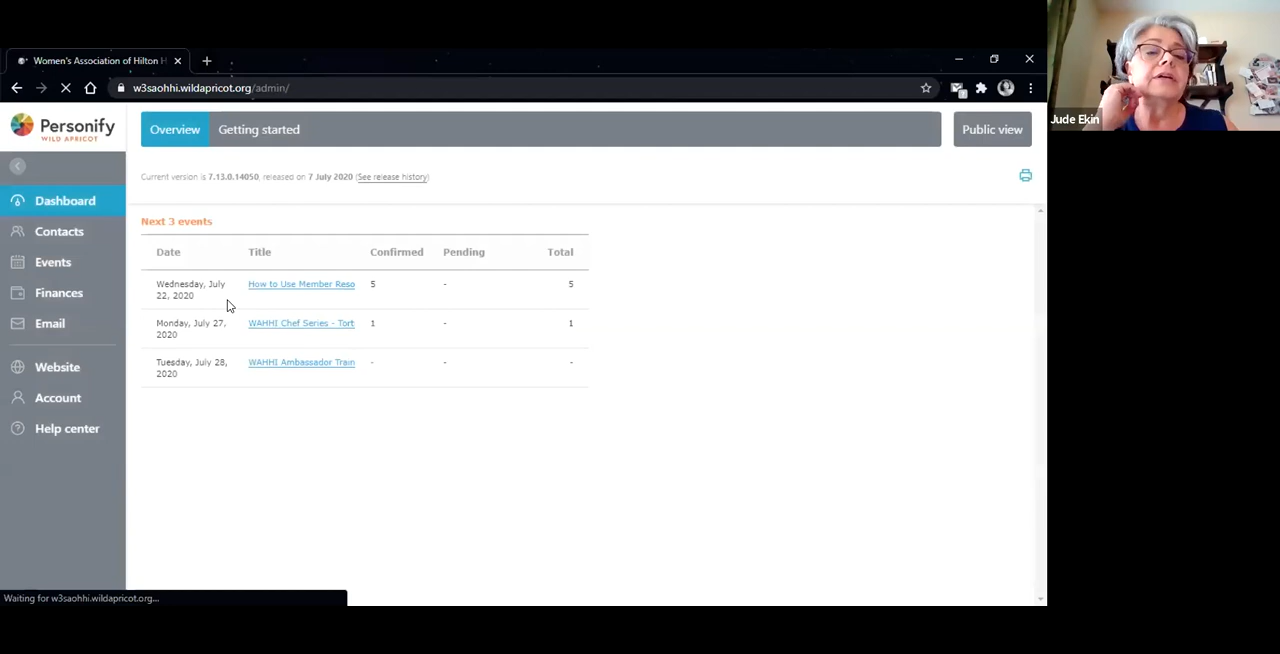 Women's Association of Hilton H
w3saohhi.wildapricot.org/admin/
Personify
WILD APRICOT
Overview
Getting started
Public view
Jude Ekin
Current version is 7.13.0.14050, released on 7 July 2020 (See release history)
Dashboard
Contacts
Events
Finances
Email
Website
Account
Help center
Next 3 events
Date Title Confirmed Pending Total
Wednesday, July How to Use Member Reso 5 - 5
22, 2020
Monday, July 27, WAHHI Chef Series - Tort 1 - 1
2020
Tuesday, July 28, WAHHI Ambassador Train - - -
2020
Waiting for w3saohhi.wildapricot.org...